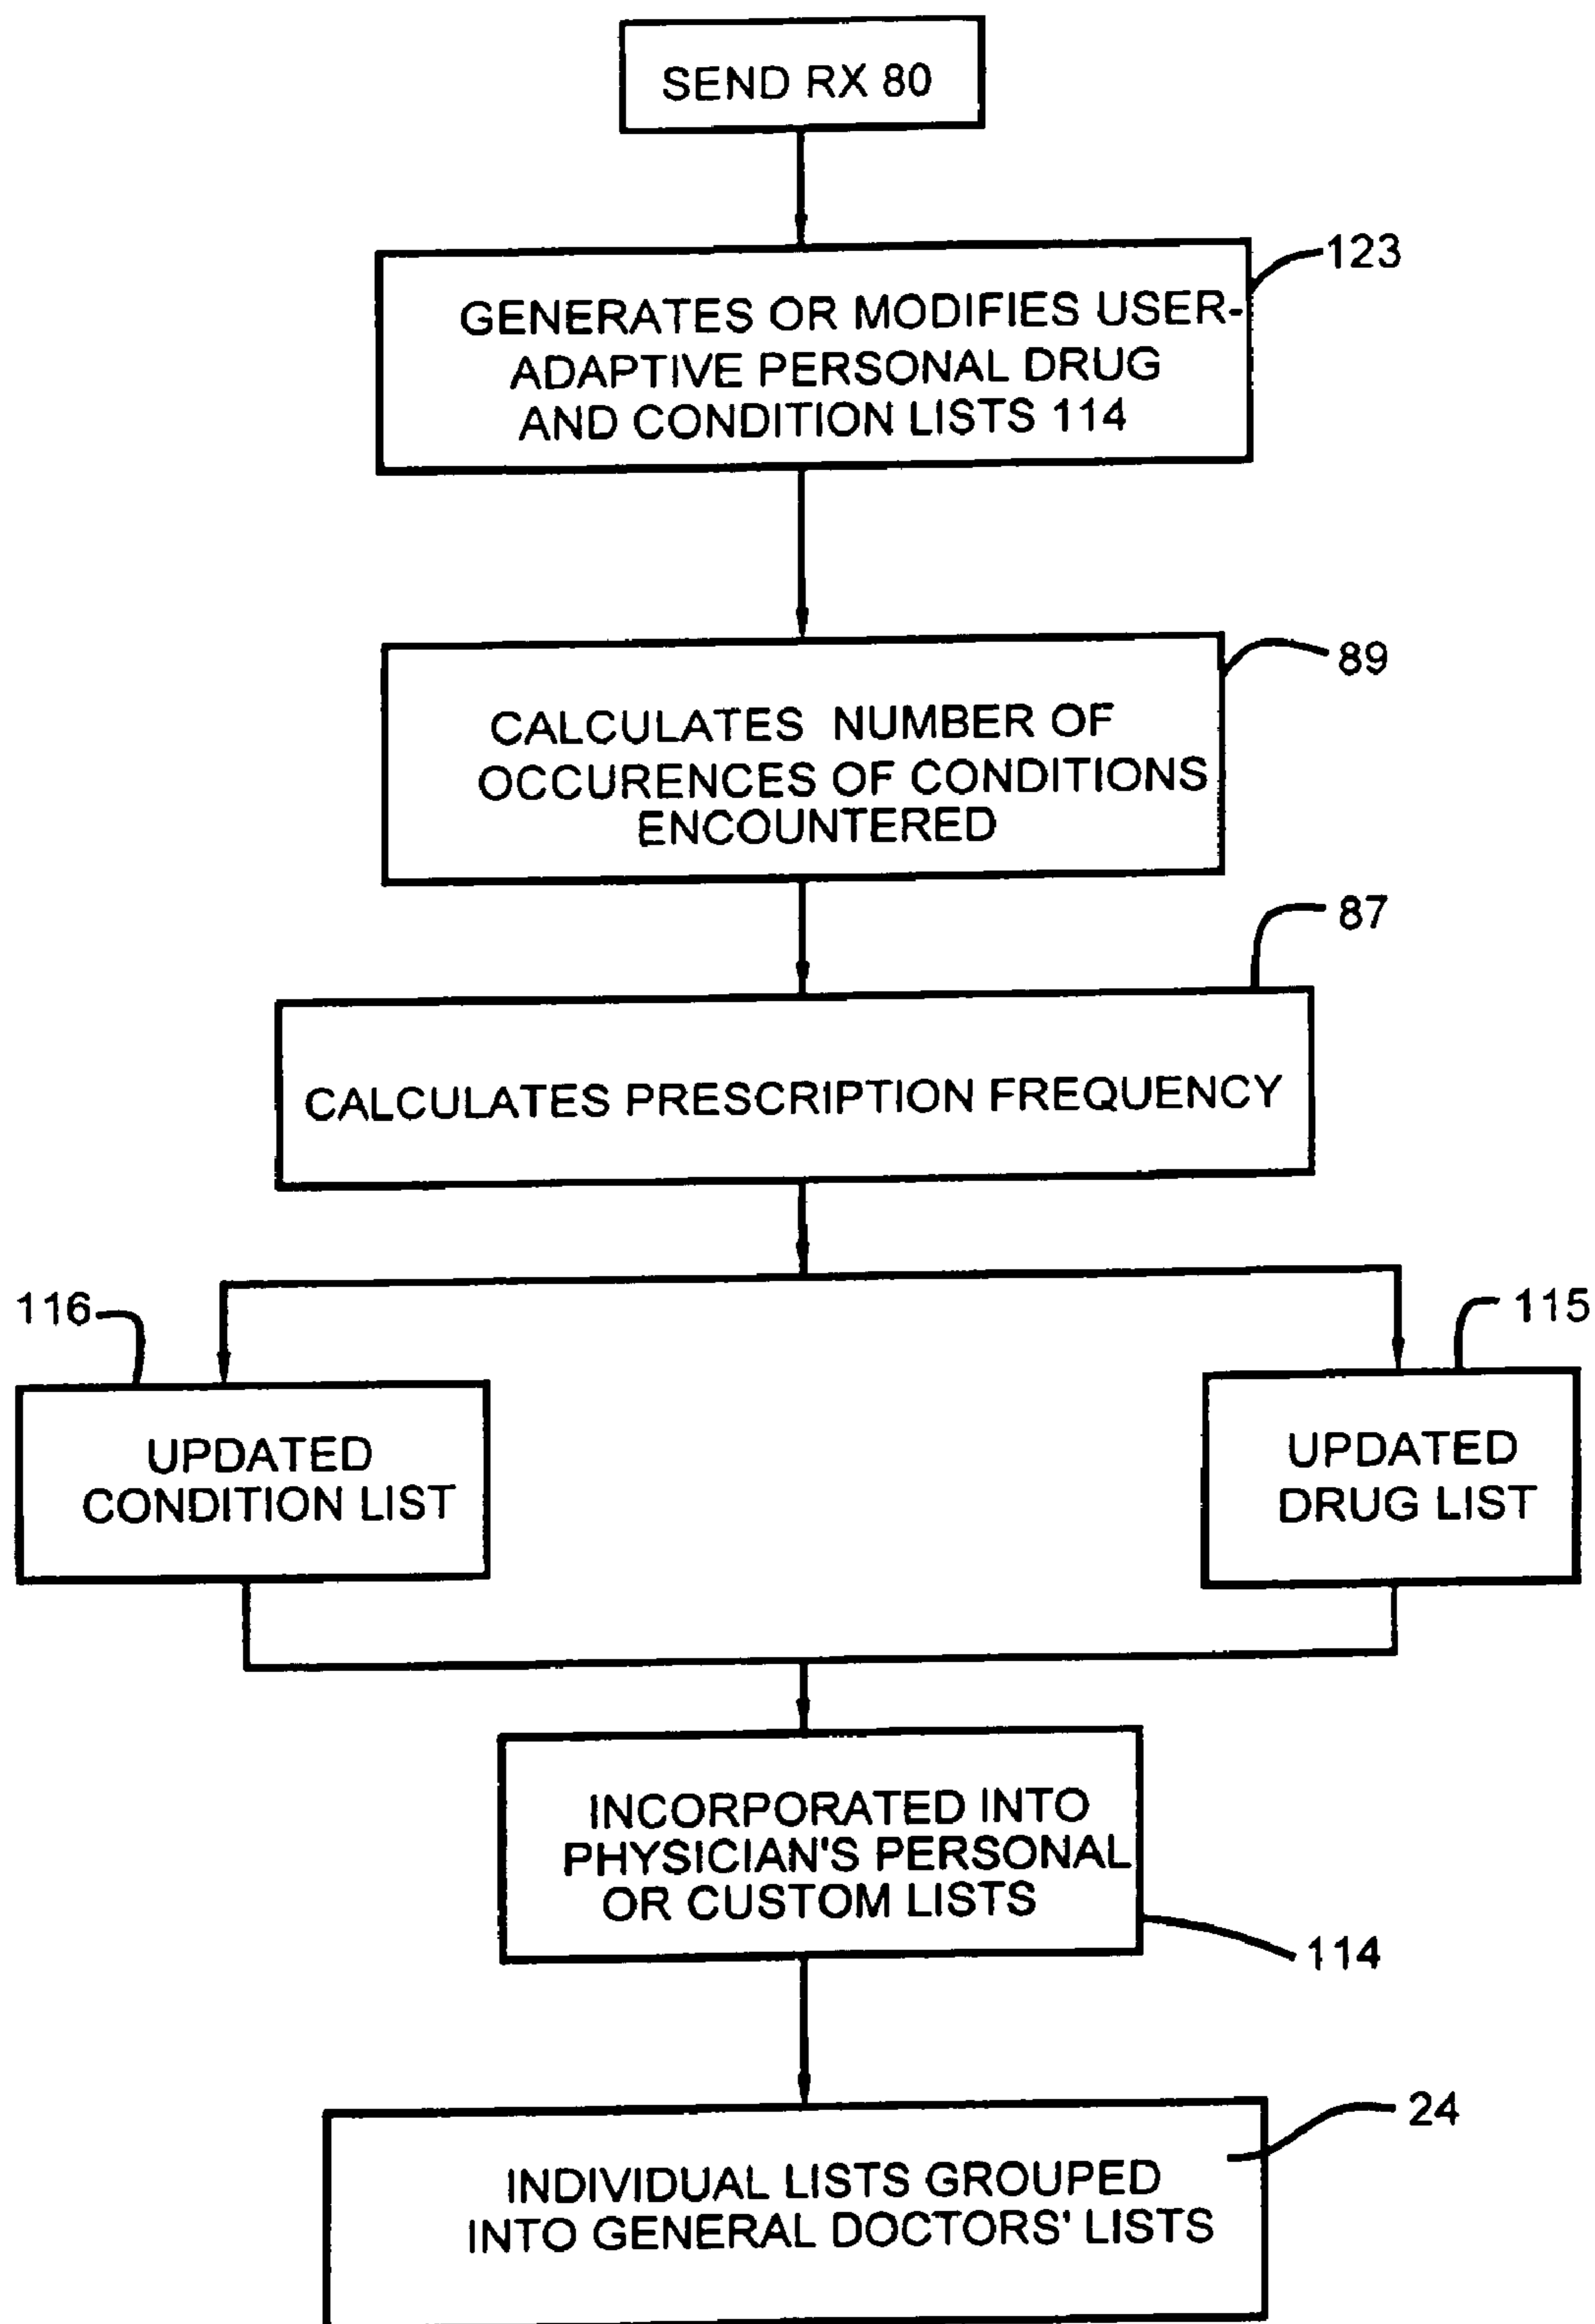 SEND RX 80
123
GENERATES OR MODIFIES USER-
ADAPTIVE PERSONAL DRUG
AND CONDITION LISTS 114
89
CALCULATES NUMBER OF
OCCURENCES OF CONDITIONS
ENCOUNTERED
87
CALCULATES PRESCRIPTION FREQUENCY
116
115
UPDATED
CONDITION LIST
UPDATED
DRUG LIST
INCORPORATED INTO
PHYSICIAN'S PERSONAL
OR CUSTOM LISTS
114
24
INDIVIDUAL LISTS GROUPED
INTO GENERAL DOCTORS' LISTS